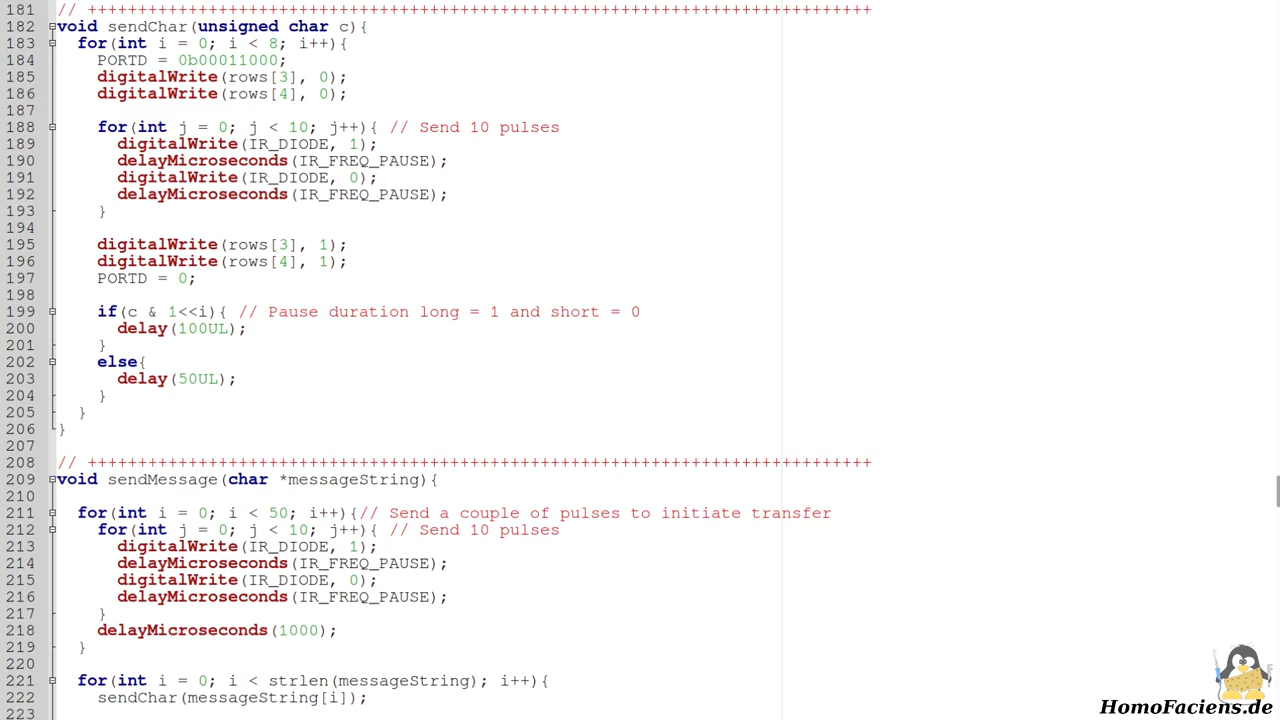 181 // ++++++++++++++++++++++++++++++++++++++++++++++++++++++++++++++++++++++++++++++
182 void sendChar(unsigned char c){
183 for(int i = 0; i < 8; i++){
184 PORTD = 0b00011000;
185 digitalWrite(rows[3], 0);
186 digitalWrite(rows[4], 0);
187
188 for(int j = 0; j < 10; j++){ // Send 10 pulses
189 digitalWrite(IR_DIODE, 1);
190 delayMicroseconds(IR_FREQ_PAUSE);
191 digitalWrite(IR_DIODE, 0);
192 delayMicroseconds(IR_FREQ_PAUSE);
193 }
194
195 digitalWrite(rows[3], 1);
196 digitalWrite(rows[4], 1);
197 PORTD = 0;
198
199 if(c & 1<<i){ // Pause duration long = 1 and short = 0
200 delay(100UL);
201 }
202 else{
203 delay(50UL);
204 }
205 }
206 }
207
208 // ++++++++++++++++++++++++++++++++++++++++++++++++++++++++++++++++++++++++++++++
209 void sendMessage(char *messageString){
210
211 for(int i = 0; i < 50; i++){// Send a couple of pulses to initiate transfer
212 for(int j = 0; j < 10; j++){ // Send 10 pulses
213 digitalWrite(IR_DIODE, 1);
214 delayMicroseconds(IR_FREQ_PAUSE);
215 digitalWrite(IR_DIODE, 0);
216 delayMicroseconds(IR_FREQ_PAUSE);
217 }
218 delayMicroseconds(1000);
219 }
220
221 for(int i = 0; i < strlen(messageString); i++){
222 sendChar(messageString[i]);
223
HomoFaciens.de